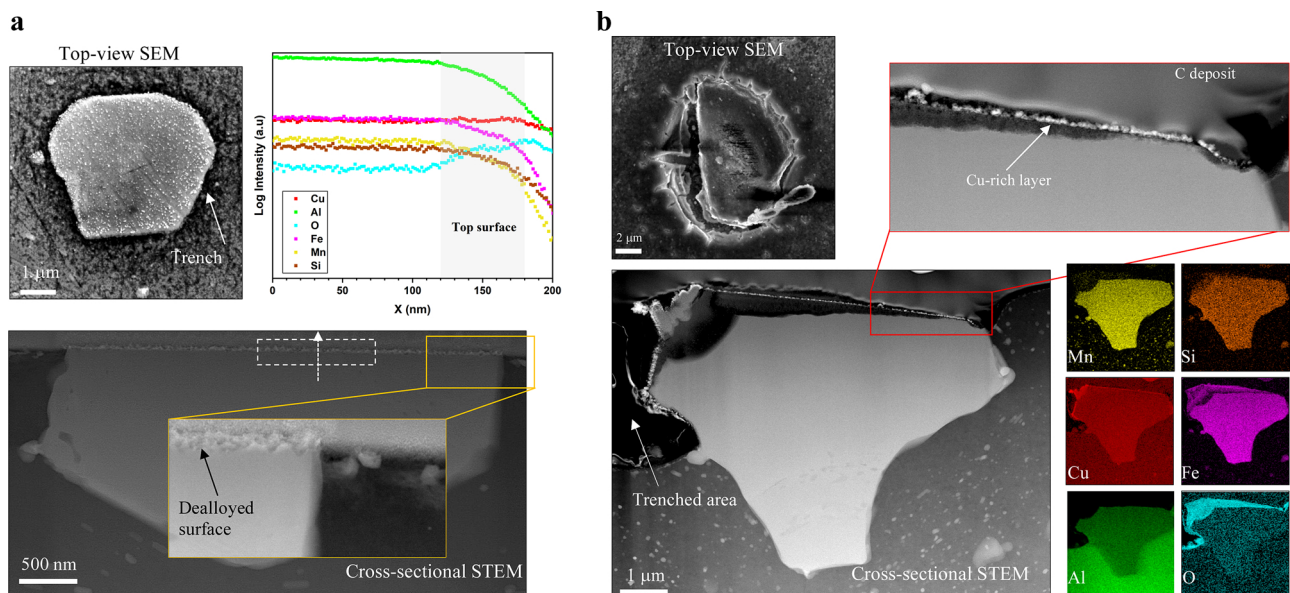 a
Top-view SEM
Trench
1 μm
Log Intensity (a.u)
Cu
Al
O
Fe
Mn
Si
Top surface
0
50
100
150
200
X (nm)
Dealloyed
surface
500 nm
Cross-sectional STEM
b
Top-view SEM
2 μm
C deposit
Cu-rich layer
Trenched area
1 μm
Cross-sectional STEM
Mn
Si
Cu
Fe
Al
O